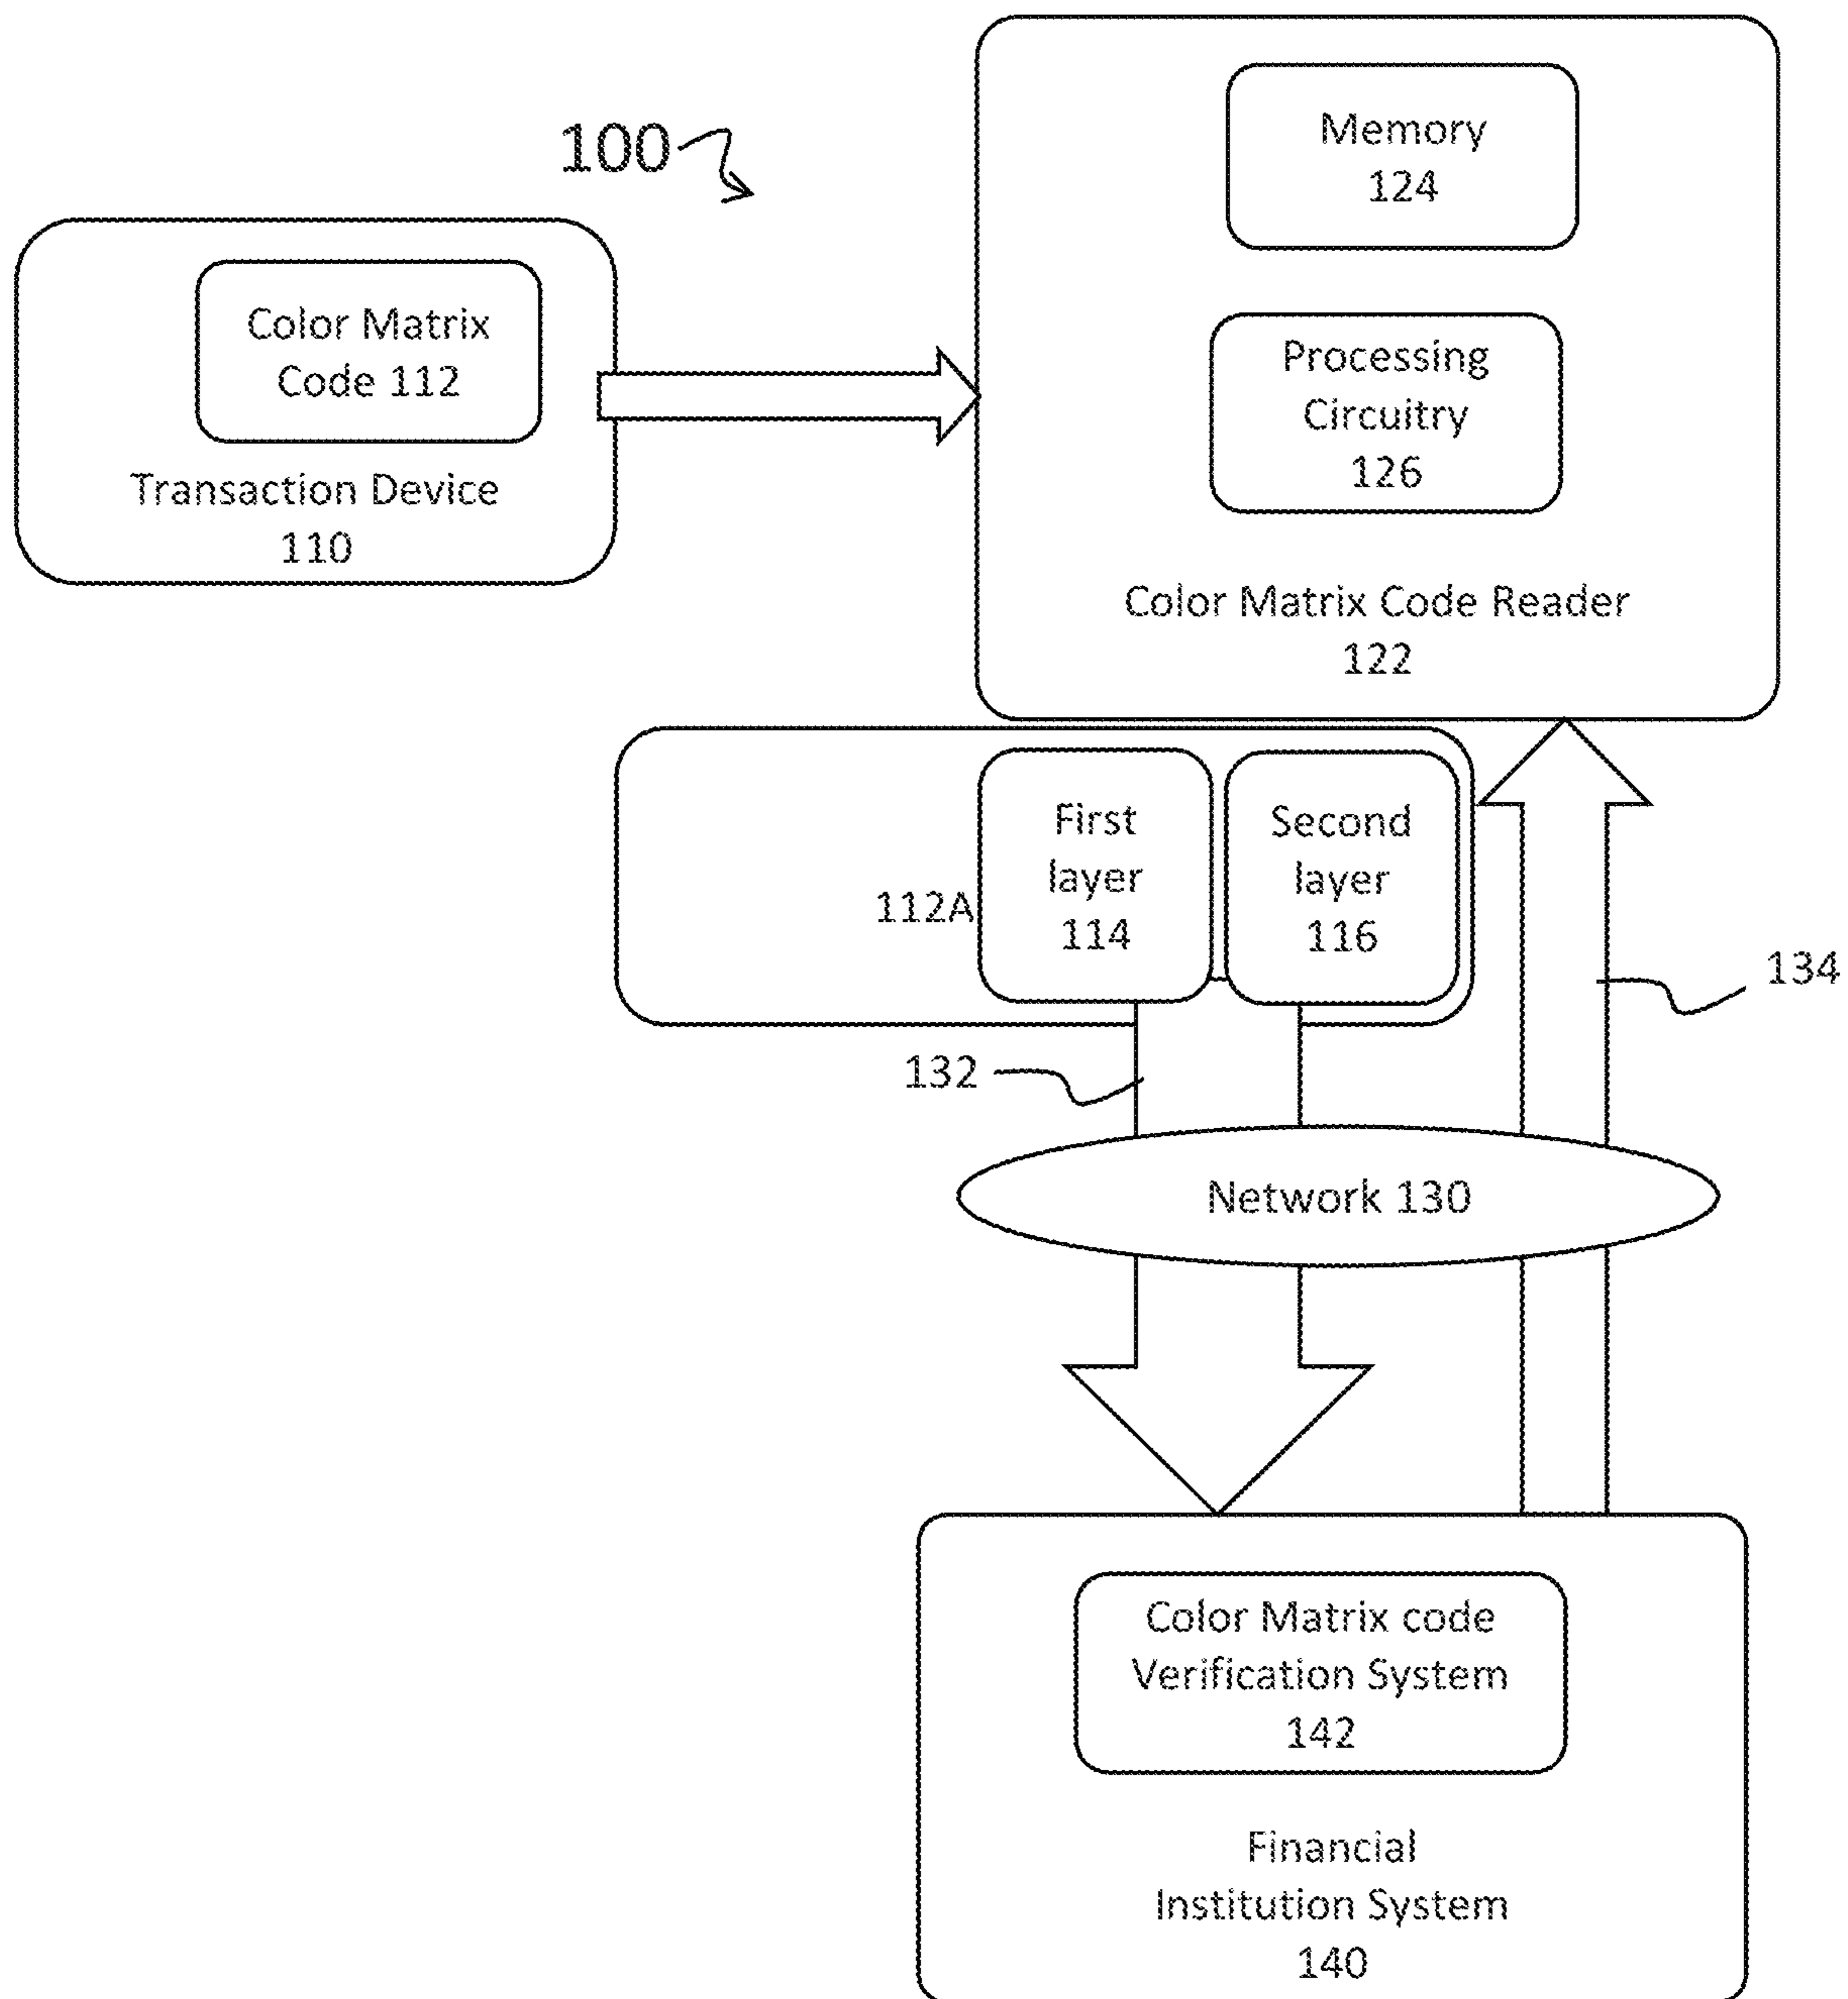 100
Memory
124
Color Matrix
Code 112
Transaction Device
110
Processing
Circuitry
126
Color Matrix Code Reader
122
First
layer
114
Second
layer
116
112A
134
132
Network 130
Color Matrix code
Verification System
142
Financial
Institution System
140